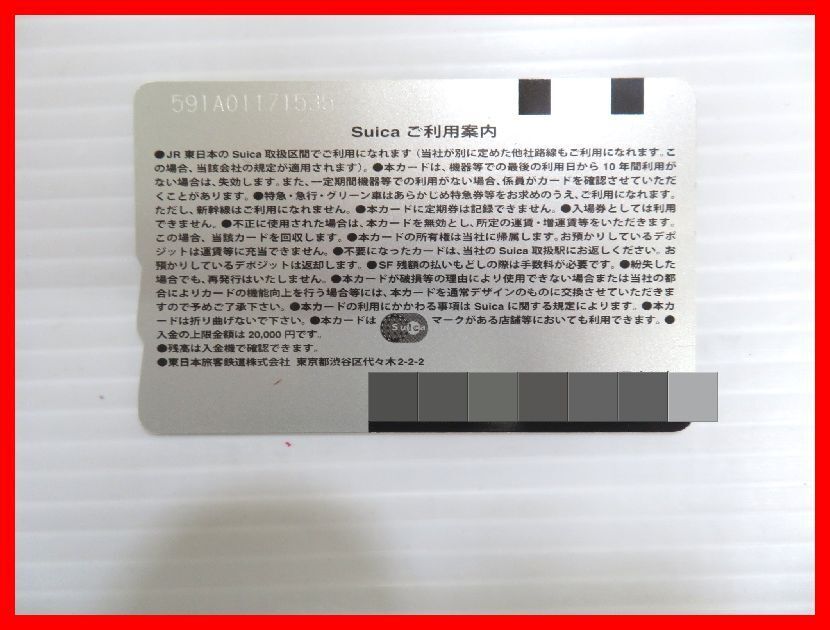 591A01171535
Suica ご利用案内
●JR 東日本の Suica 取扱区間でご利用になれます（当社が別に定めた他社路線もご利用になれます。こ
の場合、当該会社の規定が適用されます）。●本カードは、機器等での最後の利用日から 10 年間利用が
ない場合は、失効します。また、一定期間機器等での利用がない場合、係員がカードを確認させていただ
くことがあります。●特急・急行・グリーン車はあらかじめ特急券等をお求めのうえ、ご利用になれます。
ただし、新幹線はご利用になれません。●本カードに定期券は記録できません。●入場券としては利用
できません。●不正に使用された場合は、本カードを無効とし、所定の運賃・増運賃等をいただきます。
この場合、当該カードを回収します。●本カードの所有権は当社に帰属します。お預かりしているデポ
ジットは運賃等に充当できません。●不要になったカードは、当社の Suica 取扱駅にお返しください。お
預かりしているデポジットは返却します。●SF 残額の払いもどしの際は手数料が必要です。●紛失した
場合でも、再発行はいたしません。●本カードが破損等の理由により使用できない場合または当社の都
合によりカードの機能向上を行う場合等には、本カードを通常デザインのものに交換させていただきま
すので予めご了承下さい。●本カードの利用にかかわる事項は Suica に関する規定によります。●本カ
ードは折り曲げないで下さい。●本カードは Suica マークがある店舗等においても利用できます。●
入金の上限金額は 20,000 円です。
●残高は入金機で確認できます。
●東日本旅客鉄道株式会社 東京都渋谷区代々木2-2-2